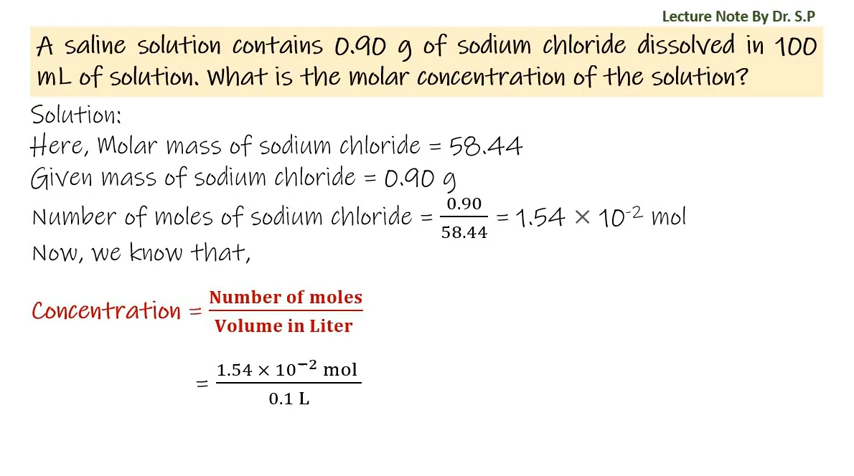 Lecture Note By Dr. S.P
A saline solution contains 0.90 g of sodium chloride dissolved in 100
mL of solution. What is the molar concentration of the solution?
Solution:
Here, Molar mass of sodium chloride = 58.44
Given mass of sodium chloride = 0.90 g
Number of moles of sodium chloride = 0.90/58.44 = 1.54 × 10⁻² mol
Now, we know that,
Concentration = Number of moles/Volume in Liter
= 1.54 × 10⁻² mol/0.1 L